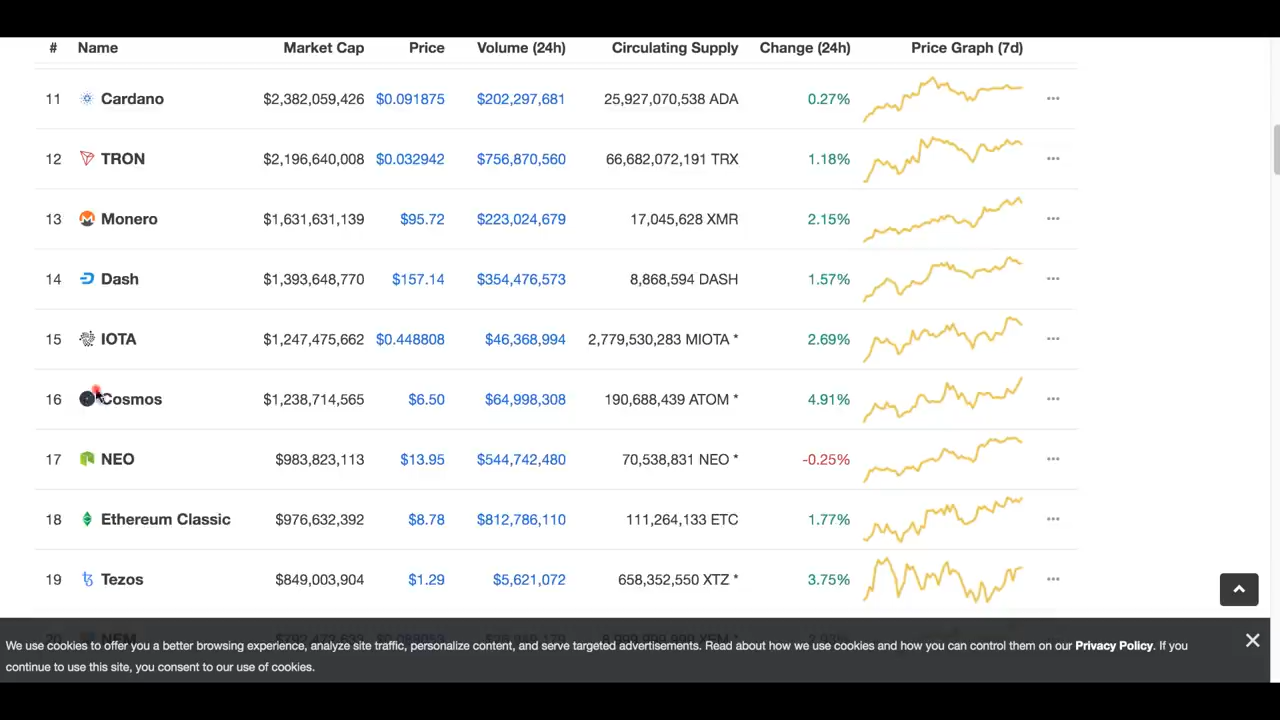 # Name Market Cap Price Volume (24h) Circulating Supply Change (24h) Price Graph (7d)
11 Cardano $2,382,059,426 $0.091875 $202,297,681 25,927,070,538 ADA 0.27%
12 TRON $2,196,640,008 $0.032942 $756,870,560 66,682,072,191 TRX 1.18%
13 Monero $1,631,631,139 $95.72 $223,024,679 17,045,628 XMR 2.15%
14 Dash $1,393,648,770 $157.14 $354,476,573 8,868,594 DASH 1.57%
15 IOTA $1,247,475,662 $0.448808 $46,368,994 2,779,530,283 MIOTA * 2.69%
16 Cosmos $1,238,714,565 $6.50 $64,998,308 190,688,439 ATOM * 4.91%
17 NEO $983,823,113 $13.95 $544,742,480 70,538,831 NEO * -0.25%
18 Ethereum Classic $976,632,392 $8.78 $812,786,110 111,264,133 ETC 1.77%
19 Tezos $849,003,904 $1.29 $5,621,072 658,352,550 XTZ * 3.75%
20 NEM
We use cookies to offer you a better browsing experience, analyze site traffic, personalize content, and serve targeted advertisements. Read about how we use cookies and how you can control them on our Privacy Policy. If you
continue to use this site, you consent to our use of cookies.